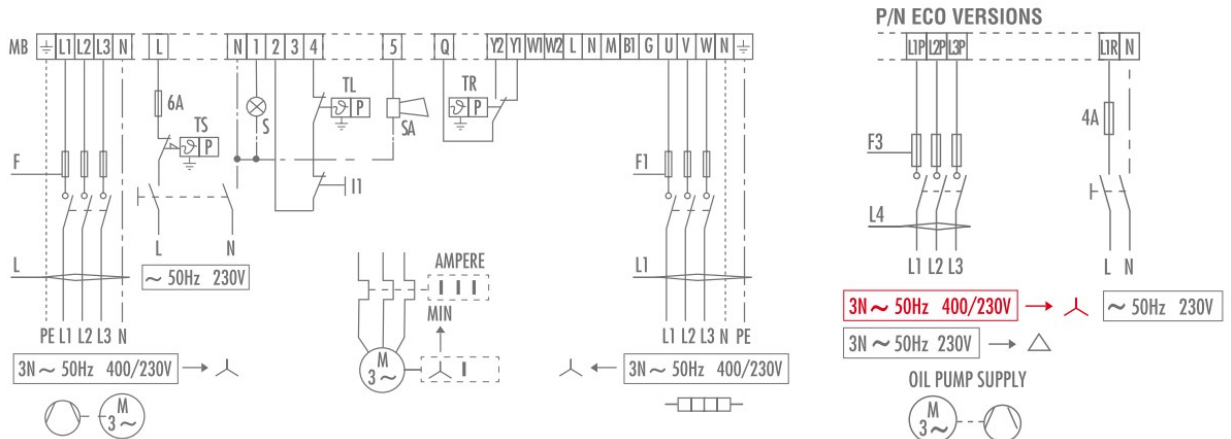 P/N ECO VERSIONS
MB L1 L2 L3 N L N 1 2 3 4 5 Q Y2 Y1 W1 W2 L N M B1 G U V W N
L1P L2P L3P L1R N
6A
TS
P
S
TL
P
SA
TR
P
4A
F
F1
F3
I1
L N
L
L1
L4
~ 50Hz 230V
AMPERE
MIN
L1 L2 L3
L N
PE L1 L2 L3 N
L1 L2 L3 N PE
M
3 ~
3N ~ 50Hz 400/230V
3N ~ 50Hz 400/230V
3N ~ 50Hz 400/230V
~ 50Hz 230V
3N ~ 50Hz 230V
OIL PUMP SUPPLY
M
3 ~
M
3 ~